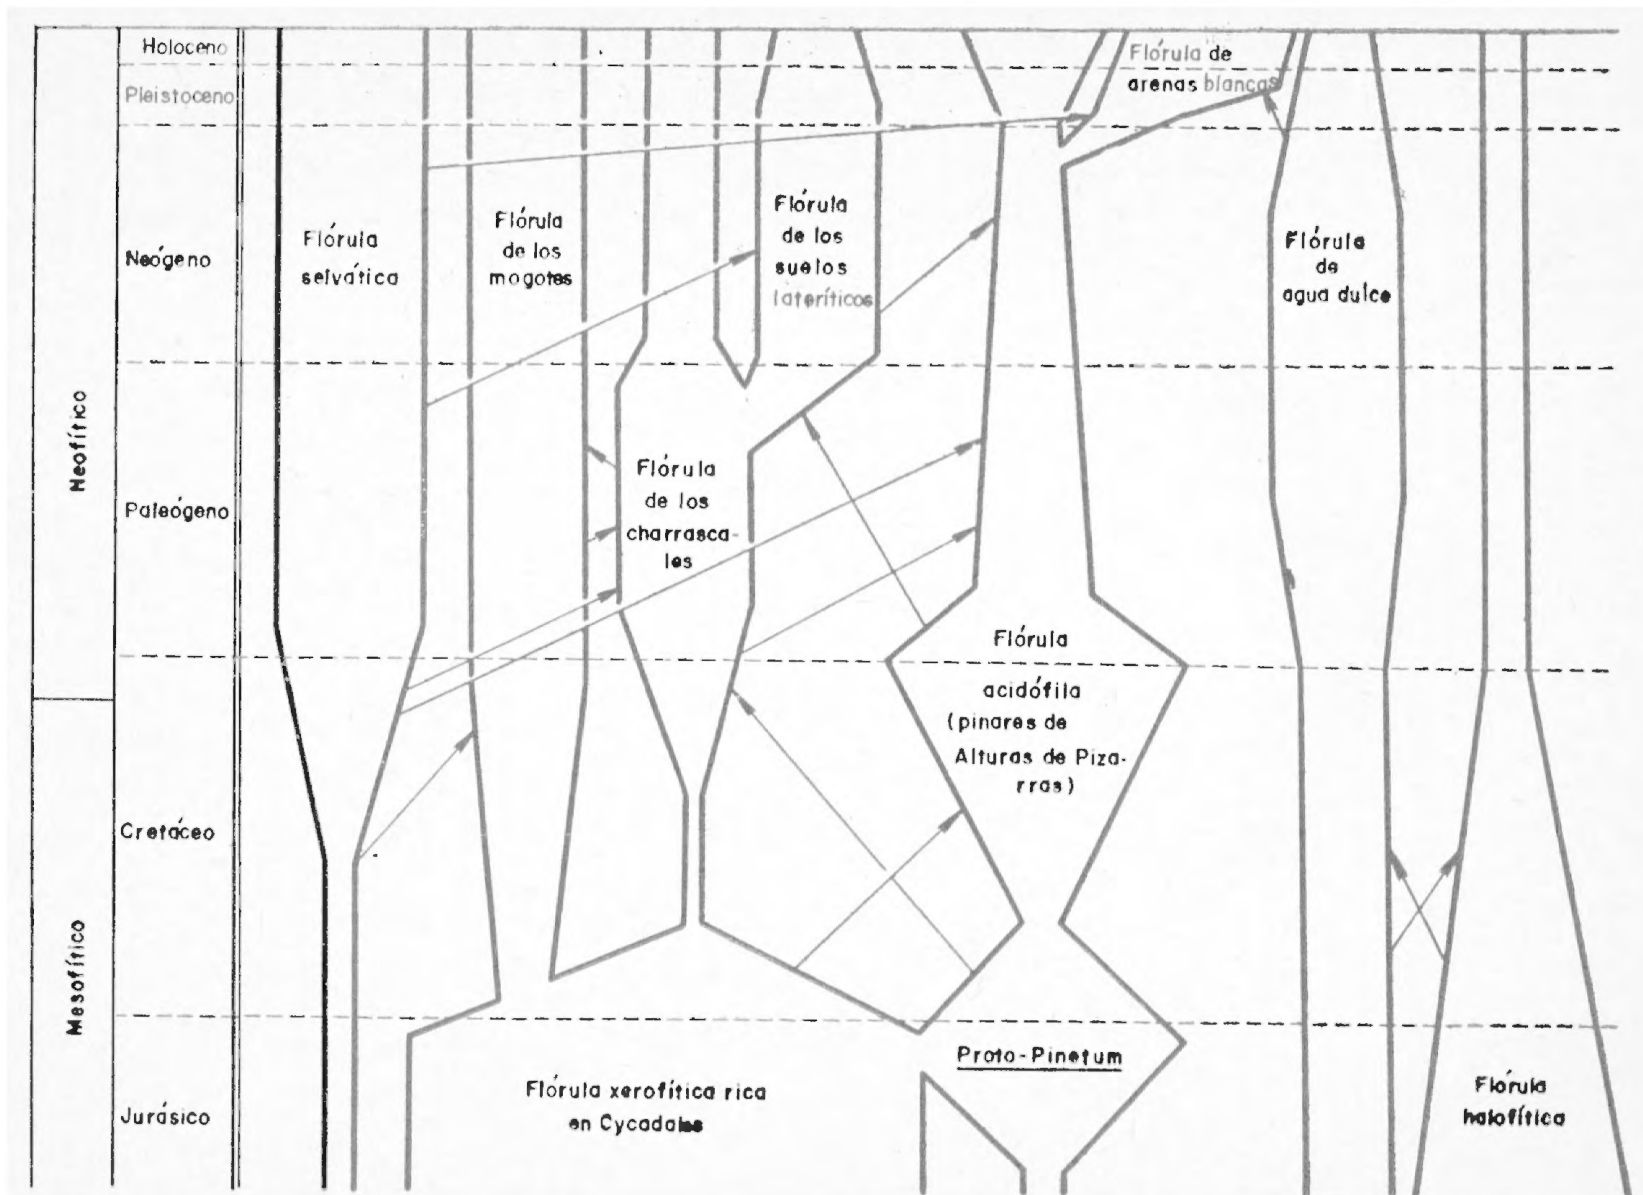 Holoceno
Pleistoceno
Neógeno
Paleógeno
Cretáceo
Jurásico
Neofítico
Mesofítico
Flórula
selvática
Flórula
de los
mogotes
Flórula
de los
charrasca-
les
Flórula
de los
suelos
lateríticos
Flórula
acidófila
(pinares de
Alturas de Piza-
rras)
Flórula de
arenas blancas
Flórula
de
agua dulce
Flórula xerofítica rica
en Cycadales
Proto-Pinetum
Flórula
halofítica